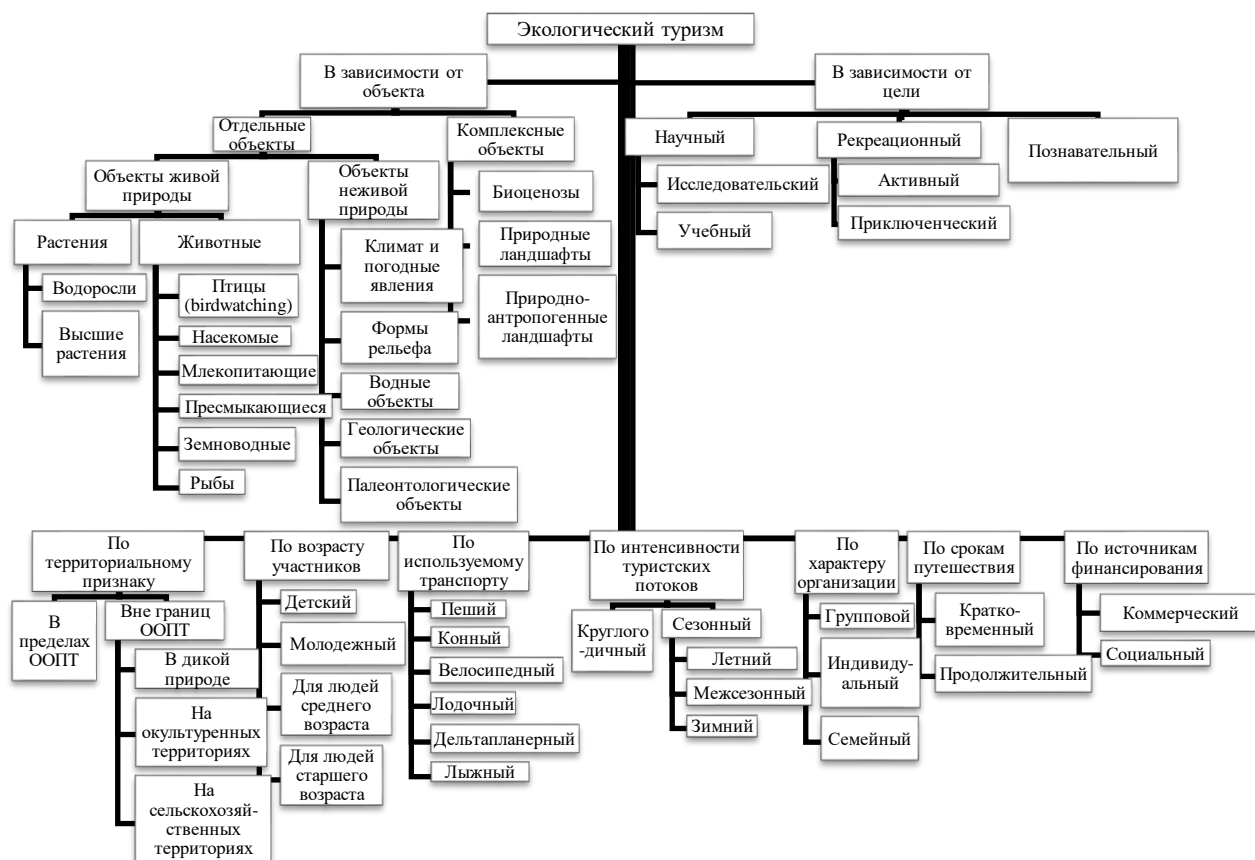 Экологический туризм
В зависимости от
объекта
В зависимости от
цели
Отдельные
объекты
Комплексные
объекты
Объекты живой
природы
Растения
Водоросли
Высшие
растения
Животные
Птицы
(birdwatching)
Насекомые
Млекопитающие
Пресмыкающиеся
Земноводные
Рыбы
Объекты
неживой
природы
Климат и
погодные
явления
Формы
рельефа
Водные
объекты
Геологические
объекты
Палеонтологические
объекты
Биоценозы
Природные
ландшафты
Природно-
антропогенные
ландшафты
Научный
Исследовательский
Учебный
Рекреационный
Активный
Приключенческий
Познавательный
По
территориальному
признаку
В
пределах
ООПТ
Вне границ
ООПТ
В дикой
природе
На
окультуренных
территориях
На
сельскохозяй-
ственных
территориях
По возрасту
участников
Детский
Молодежный
Для людей
среднего
возраста
Для людей
старшего
возраста
По
используемому
транспорту
Пеший
Конный
Велосипедный
Лодочный
Дельтапланерный
Лыжный
По интенсивности
туристских
потоков
Круглого
-дичный
Сезонный
Летний
Межсезонный
Зимний
По
характеру
организации
Групповой
Индивиду-
альный
Семейный
По срокам
путешествия
Кратко-
временный
Продолжительный
По источникам
финансирования
Коммерческий
Социальный